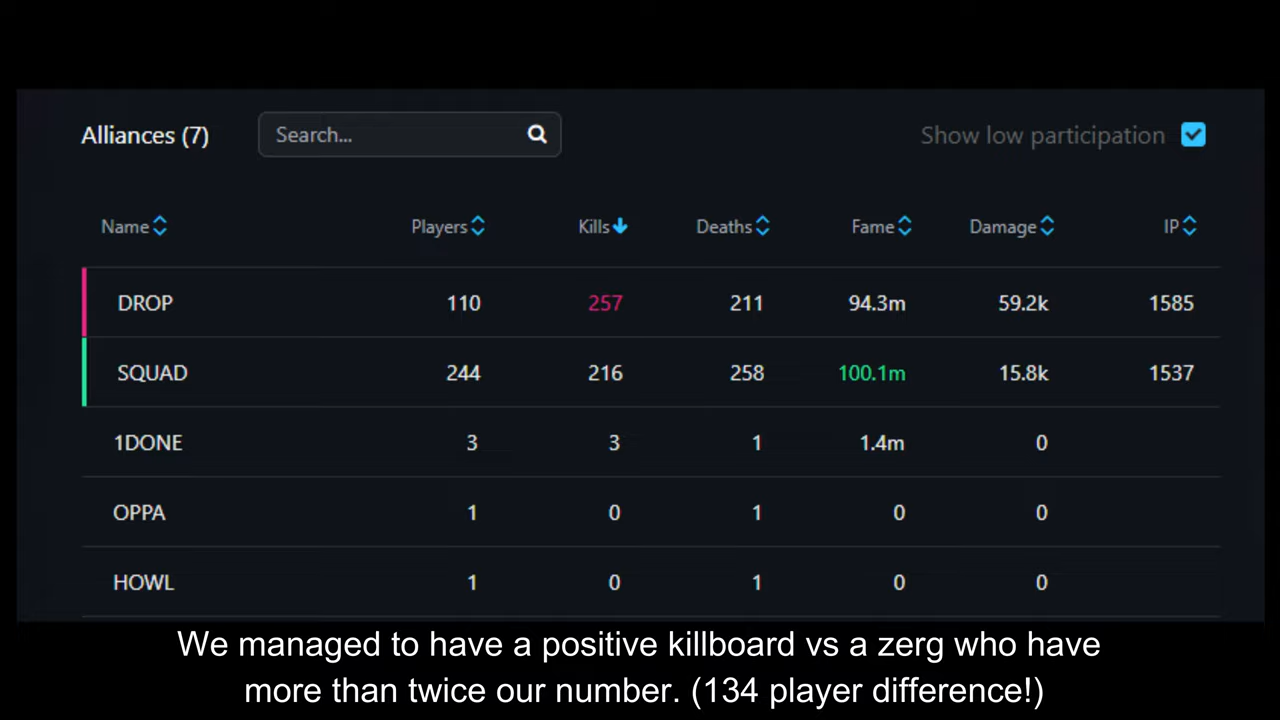 Alliances (7) Search... Show low participation
Name Players Kills Deaths Fame Damage IP
DROP 110 257 211 94.3m 59.2k 1585
SQUAD 244 216 258 100.1m 15.8k 1537
1DONE 3 3 1 1.4m 0
OPPA 1 0 1 0 0
HOWL 1 0 1 0 0
We managed to have a positive killboard vs a zerg who have
more than twice our number. (134 player difference!)